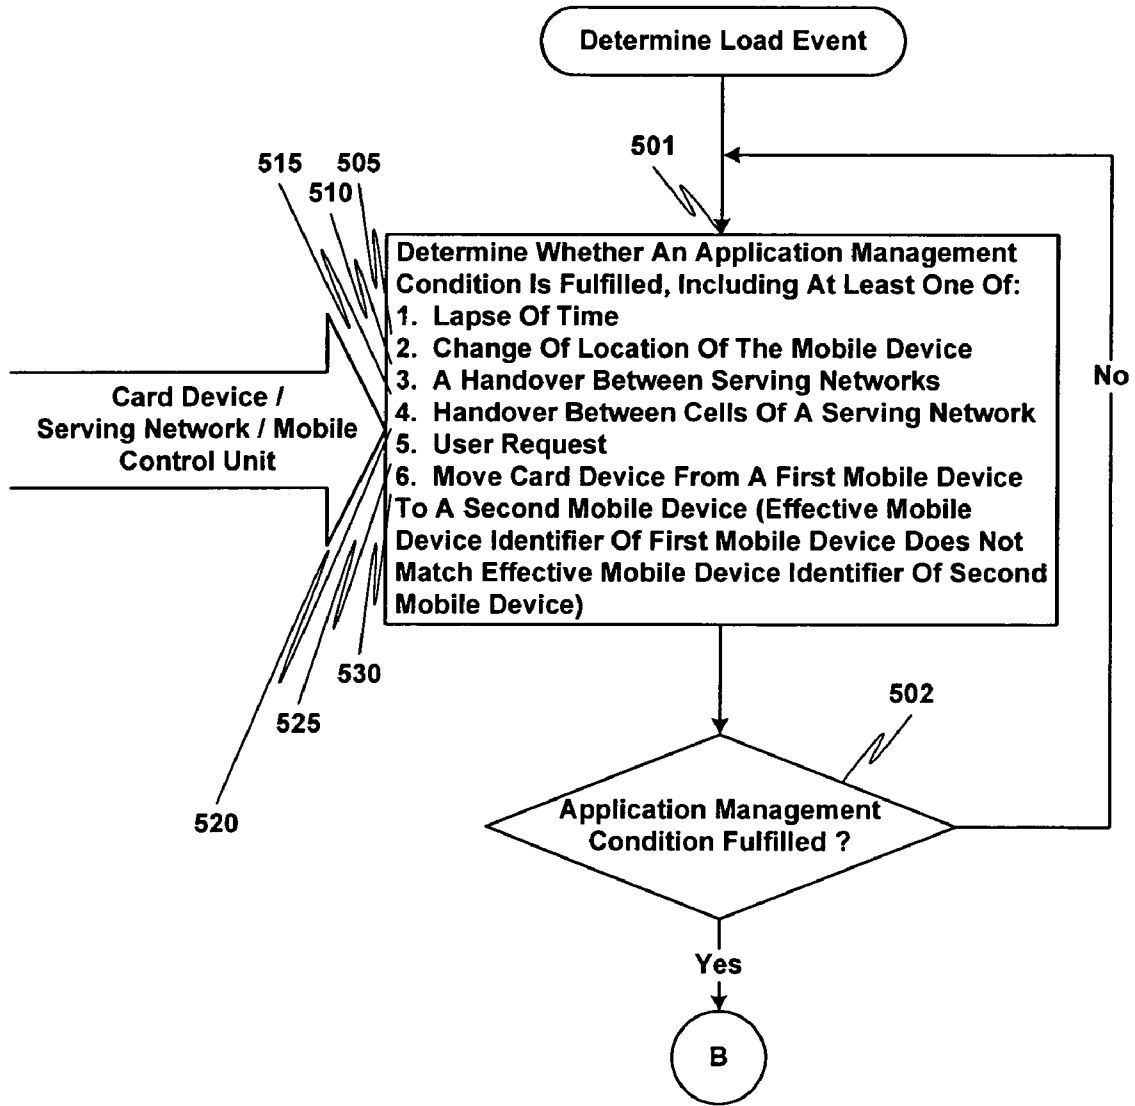 Determine Load Event
501
515
505
510
Determine Whether An Application Management
Condition Is Fulfilled, Including At Least One Of:
1. Lapse Of Time
2. Change Of Location Of The Mobile Device
3. A Handover Between Serving Networks
4. Handover Between Cells Of A Serving Network
5. User Request
6. Move Card Device From A First Mobile Device
To A Second Mobile Device (Effective Mobile
Device Identifier Of First Mobile Device Does Not
Match Effective Mobile Device Identifier Of Second
Mobile Device)
Card Device /
Serving Network / Mobile
Control Unit
No
530
525
520
502
Application Management
Condition Fulfilled ?
Yes
B